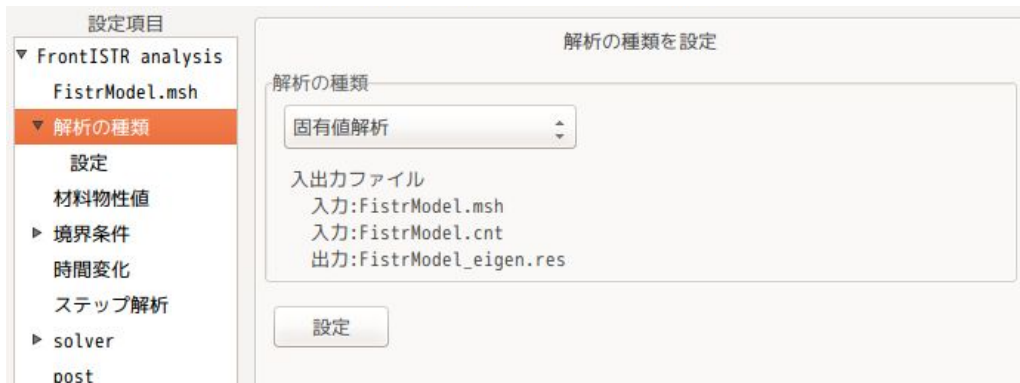 設定項目
FrontISTR analysis
FistrModel.msh
解析の種類
設定
材料物性値
境界条件
時間変化
ステップ解析
solver
post
解析の種類を設定
解析の種類
固有値解析
入出力ファイル
入力:FistrModel.msh
入力:FistrModel.cnt
出力:FistrModel_eigen.res
設定